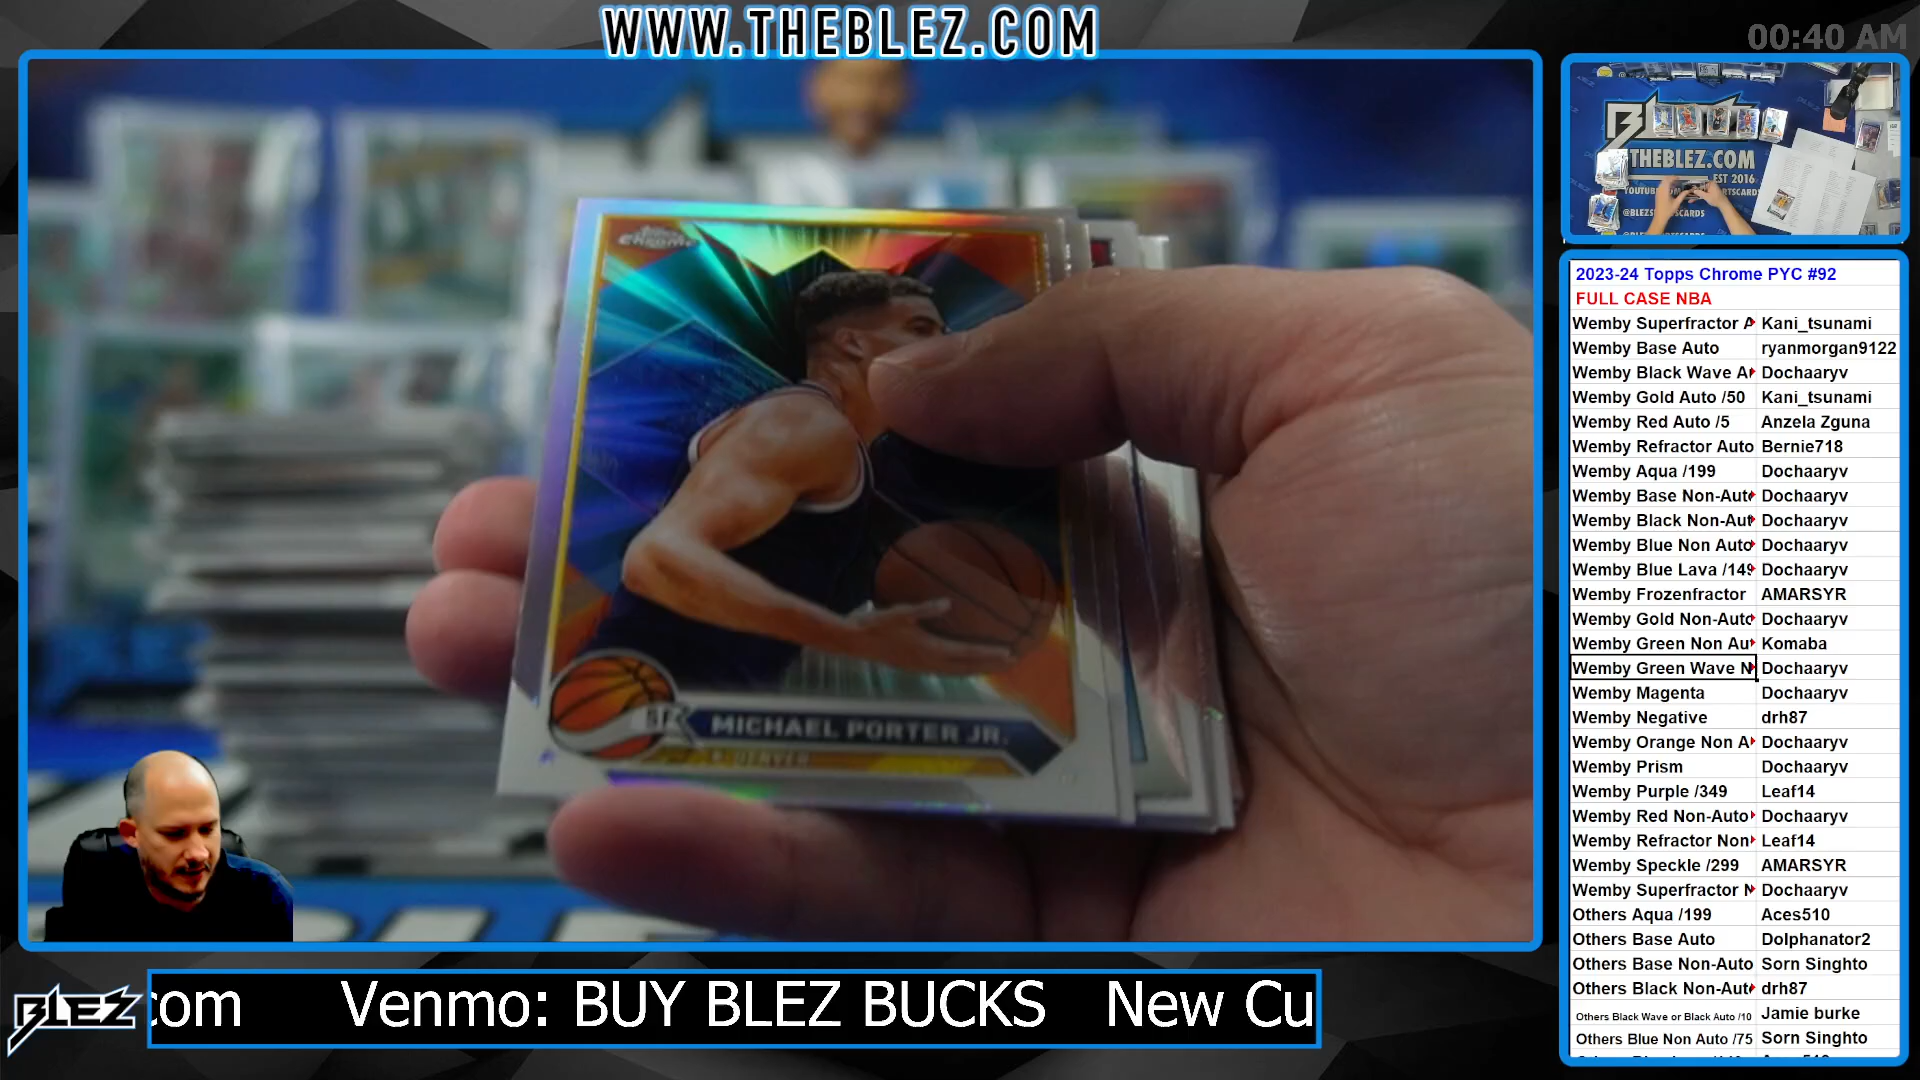 WWW.THEBLEZ.COM
00:40 AM
Topps Chrome
MICHAEL PORTER JR.
DENVER
B
THEBLEZ.COM
EST 2016
2023-24 Topps Chrome PYC #92
FULL CASE NBA
Wemby Superfractor A Kani_tsunami
Wemby Base Auto ryanmorgan9122
Wemby Black Wave A Dochaaryv
Wemby Gold Auto /50 Kani_tsunami
Wemby Red Auto /5 Anzela Zguna
Wemby Refractor Auto Bernie718
Wemby Aqua /199 Dochaaryv
Wemby Base Non-Aut Dochaaryv
Wemby Black Non-Aut Dochaaryv
Wemby Blue Non Auto Dochaaryv
Wemby Blue Lava /149 Dochaaryv
Wemby Frozenfractor AMARSYR
Wemby Gold Non-Auto Dochaaryv
Wemby Green Non Au Komaba
Wemby Green Wave N Dochaaryv
Wemby Magenta Dochaaryv
Wemby Negative drh87
Wemby Orange Non A Dochaaryv
Wemby Prism Dochaaryv
Wemby Purple /349 Leaf14
Wemby Red Non-Auto Dochaaryv
Wemby Refractor Non Leaf14
Wemby Speckle /299 AMARSYR
Wemby Superfractor N Dochaaryv
Others Aqua /199 Aces510
Others Base Auto Dolphanator2
Others Base Non-Auto Sorn Singhto
Others Black Non-Aut drh87
Others Black Wave or Black Auto /10 Jamie burke
Others Blue Non Auto /75 Sorn Singhto
BLEZ
com Venmo: BUY BLEZ BUCKS New Cu